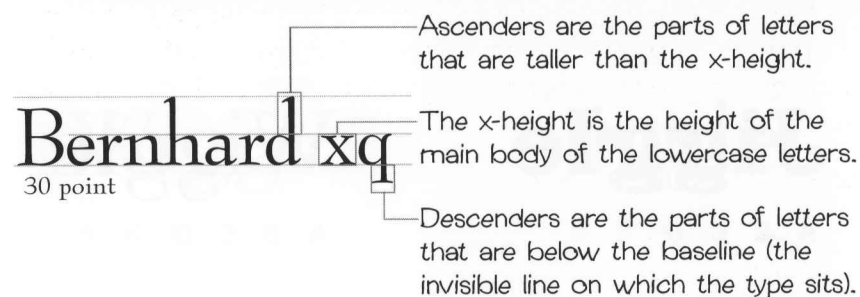 Ascenders are the parts of letters
that are taller than the x-height.
Bernhard xq
30 point
The x-height is the height of the
main body of the lowercase letters.
Descenders are the parts of letters
that are below the baseline (the
invisible line on which the type sits).